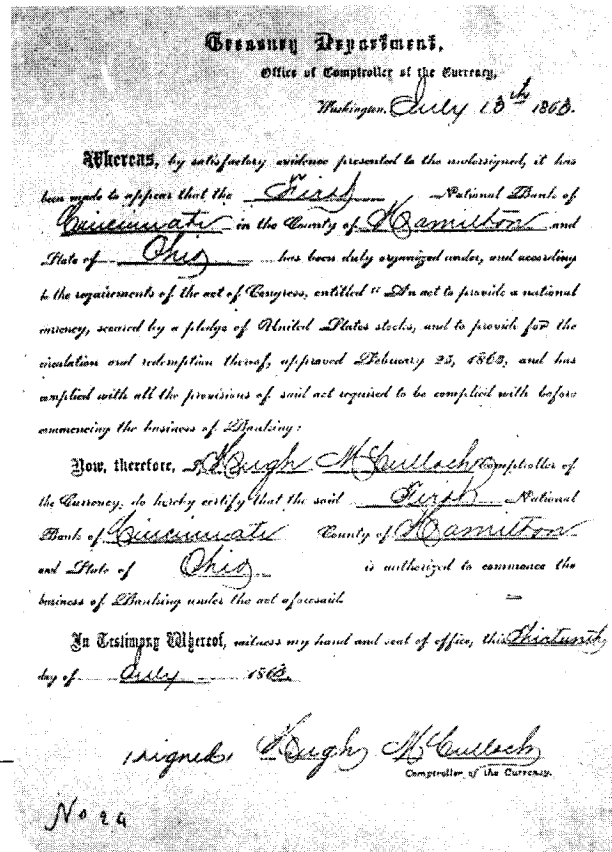 Treasury Department,
Office of Comptroller of the Currency,
Washington, July 13th 1863.
Whereas, by satisfactory evidence presented to the undersigned, it has
been made to appear that the First National Bank of
Cincinnati in the County of Hamilton and
State of Ohio has been duly organized under, and according
to the requirements of the act of Congress, entitled "An act to provide a national
currency, secured by a pledge of United States stocks, and to provide for the
circulation and redemption thereof, approved February 25, 1863, and has
complied with all the provisions of said act required to be complied with before
commencing the business of Banking:
Now, therefore, I Hugh McCulloch Comptroller of
the Currency, do hereby certify that the said First National
Bank of Cincinnati County of Hamilton
and State of Ohio is authorized to commence the
business of Banking under the act aforesaid.
In Testimony Whereof, witness my hand and seal of office, this Thirteenth
day of July 1863.
(signed) Hugh McCulloch
Comptroller of the Currency.
No 24